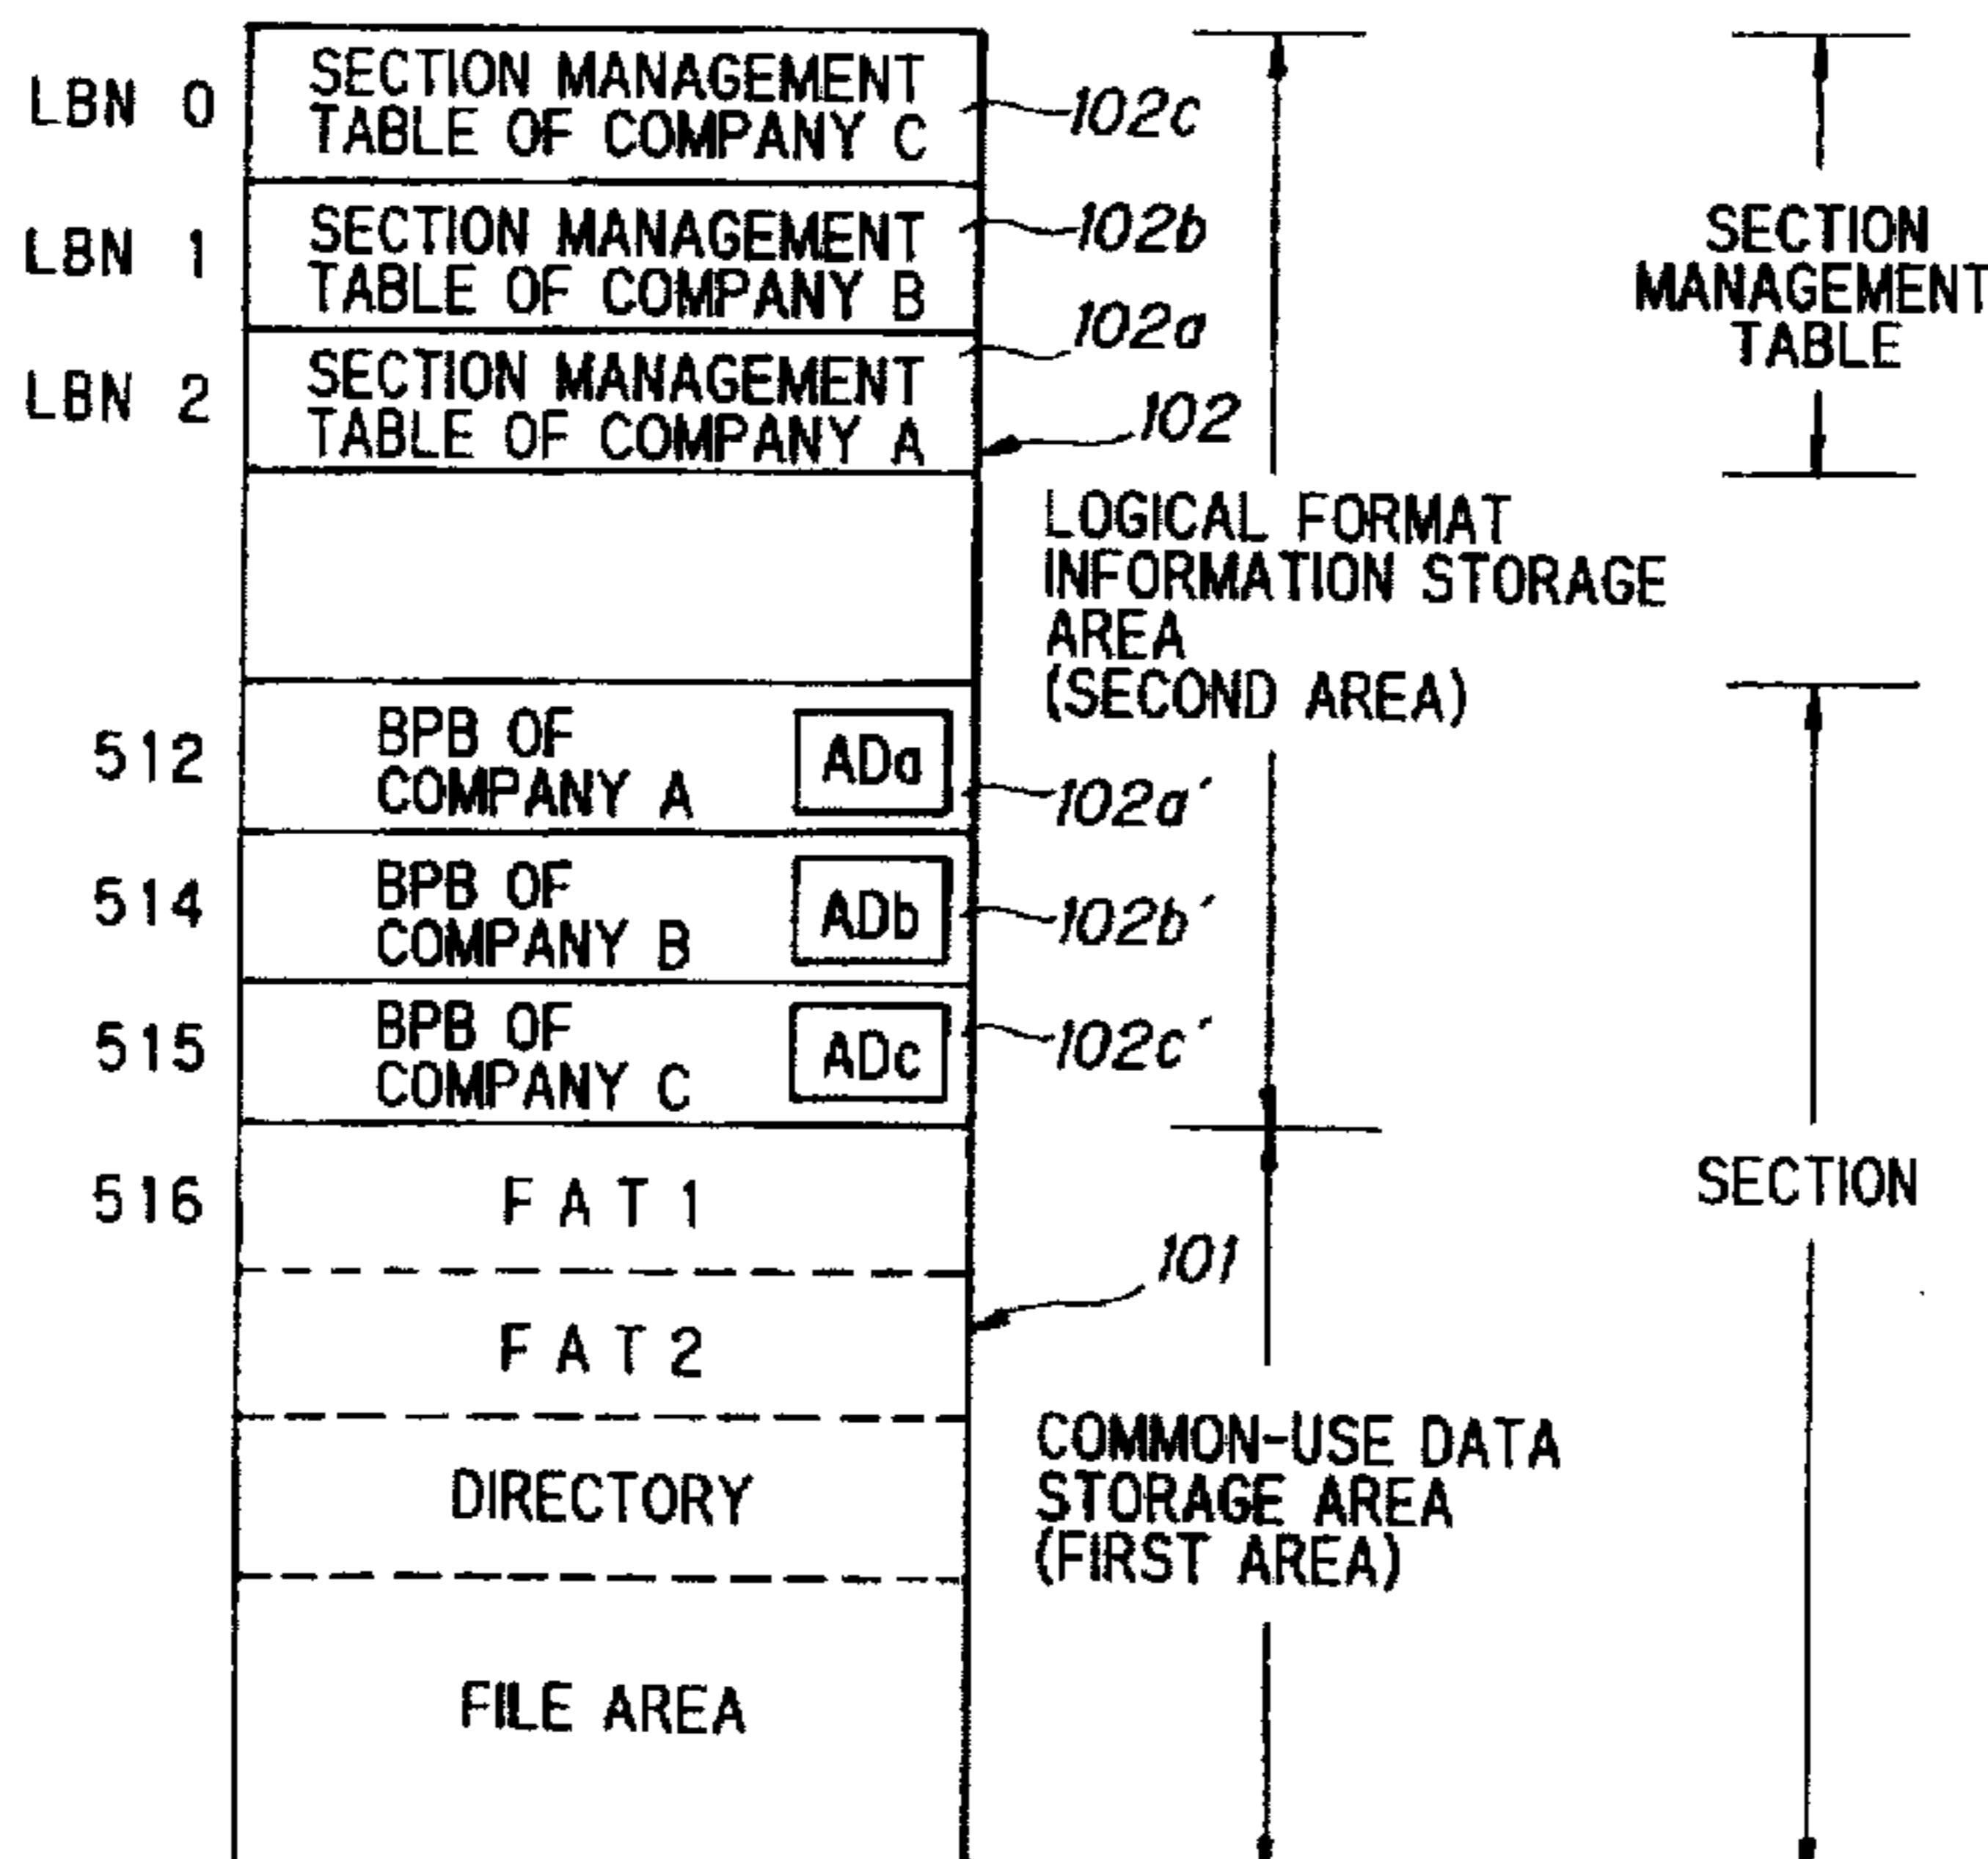 LBN 0
SECTION MANAGEMENT
TABLE OF COMPANY C
102c
LBN 1
SECTION MANAGEMENT
TABLE OF COMPANY B
102b
LBN 2
SECTION MANAGEMENT
TABLE OF COMPANY A
102a
102
SECTION
MANAGEMENT
TABLE
LOGICAL FORMAT
INFORMATION STORAGE
AREA
(SECOND AREA)
512
BPB OF
COMPANY A
ADa
102a'
514
BPB OF
COMPANY B
ADb
102b'
515
BPB OF
COMPANY C
ADc
102c'
516
FAT1
SECTION
101
FAT2
COMMON-USE DATA
STORAGE AREA
(FIRST AREA)
DIRECTORY
FILE AREA